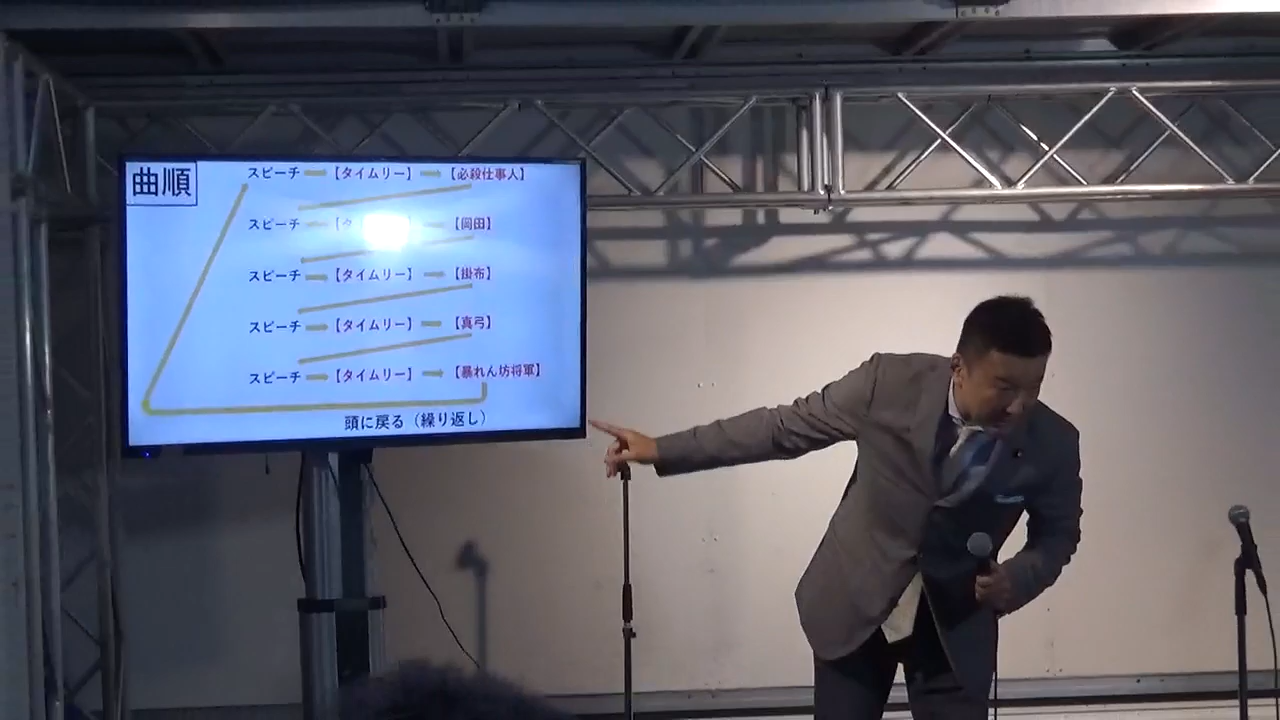 曲順
スピーチ 【タイムリー】 【必殺仕事人】
スピーチ 【タ 】 【岡田】
スピーチ 【タイムリー】 【掛布】
スピーチ 【タイムリー】 【真弓】
スピーチ 【タイムリー】 【暴れん坊将軍】
頭に戻る（繰り返し）